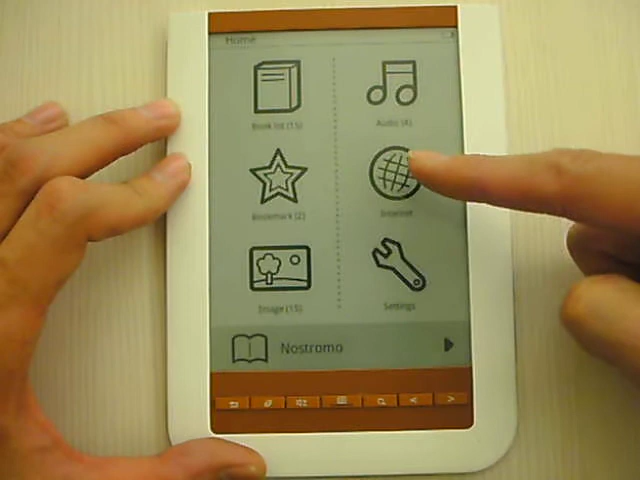 Home
Book list (15)
Audio (4)
Bookmark (2)
Internet
Image (15)
Settings
Nostromo